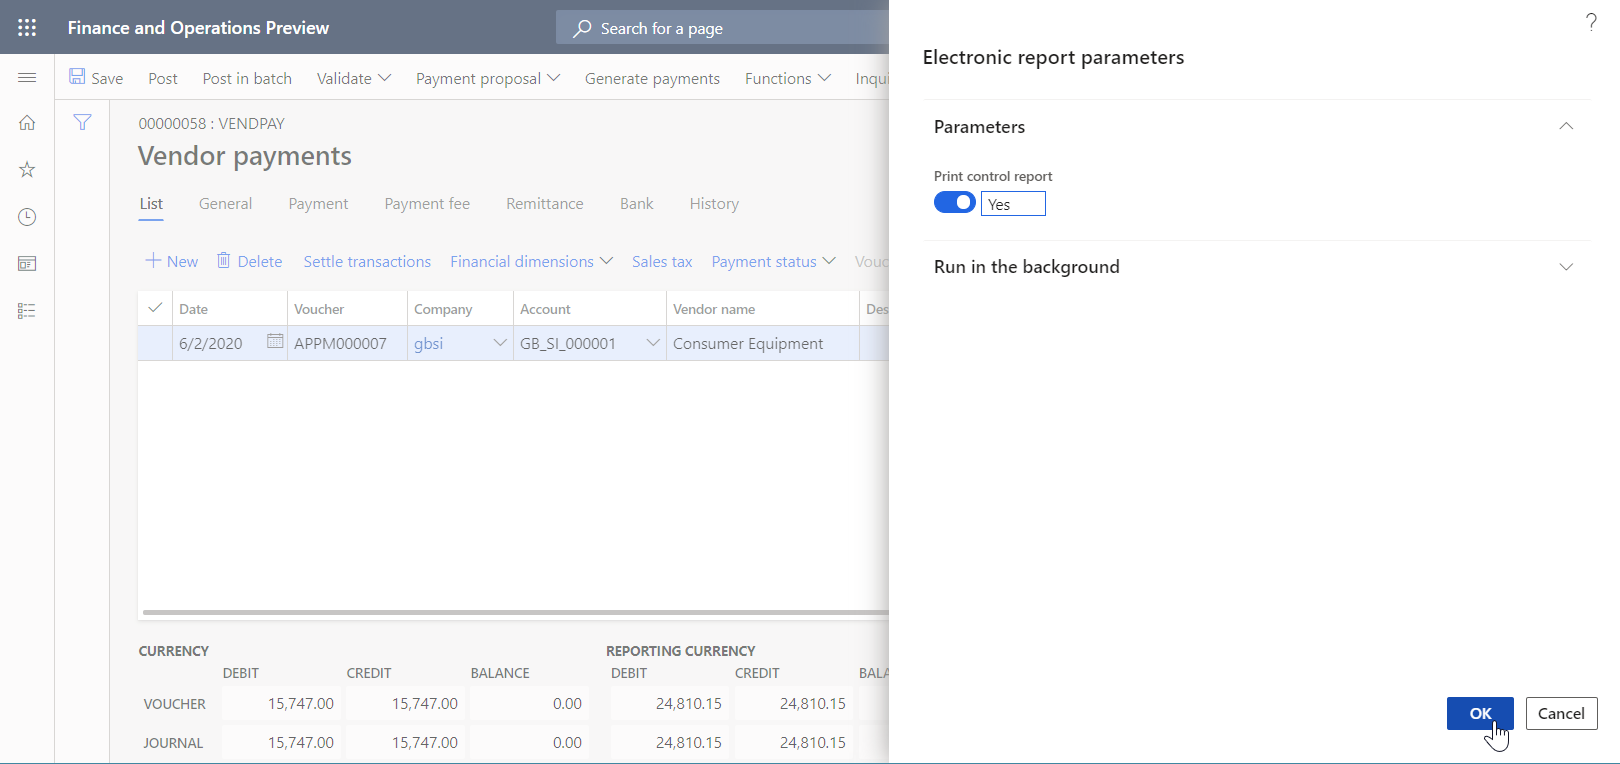 Finance and Operations Preview
Search for a page
?
Save Post Post in batch Validate Payment proposal Generate payments Functions Inqui
00000058 : VENDPAY
Vendor payments
List General Payment Payment fee Remittance Bank History
New Delete Settle transactions Financial dimensions Sales tax Payment status Vouc
Date Voucher Company Account Vendor name Des
6/2/2020 APPM000007 gbsi GB_SI_000001 Consumer Equipment
CURRENCY REPORTING CURRENCY
DEBIT CREDIT BALANCE DEBIT CREDIT BALA
VOUCHER 15,747.00 15,747.00 0.00 24,810.15 24,810.15
JOURNAL 15,747.00 15,747.00 0.00 24,810.15 24,810.15
Electronic report parameters
Parameters
Print control report
Yes
Run in the background
OK Cancel